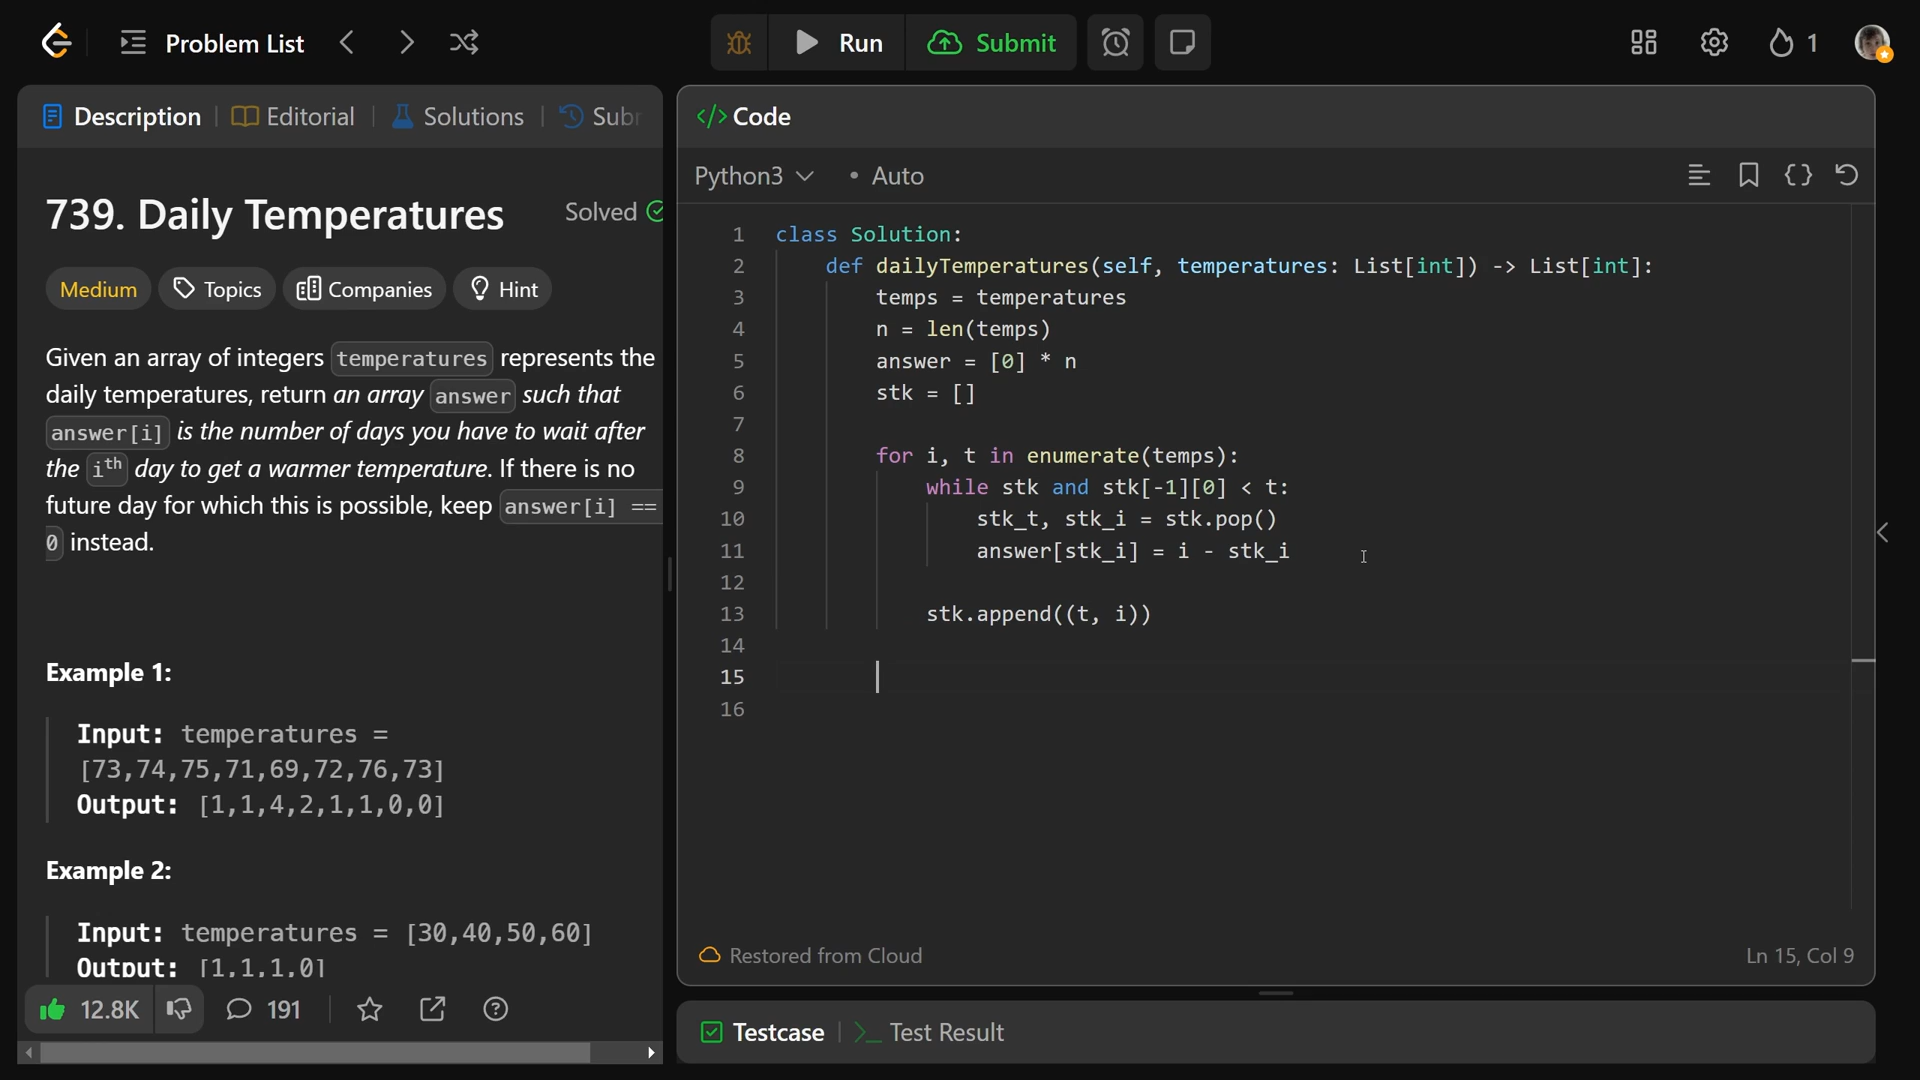 Problem List
Run
Submit
1
Description
Editorial
Solutions
739. Daily Temperatures
Solved
Medium
Topics
Companies
Hint
Given an array of integers temperatures represents the
daily temperatures, return an array answer such that
answer[i] is the number of days you have to wait after
the ith day to get a warmer temperature. If there is no
future day for which this is possible, keep answer[i] ==
0 instead.
Example 1:
Input: temperatures =
[73,74,75,71,69,72,76,73]
Output: [1,1,4,2,1,1,0,0]
Example 2:
Input: temperatures = [30,40,50,60]
Output: [1,1,1,0]
12.8K
191
</> Code
Python3
• Auto
1 class Solution:
2 def dailyTemperatures(self, temperatures: List[int]) -> List[int]:
3 temps = temperatures
4 n = len(temps)
5 answer = [0] * n
6 stk = []
7
8 for i, t in enumerate(temps):
9 while stk and stk[-1][0] < t:
10 stk_t, stk_i = stk.pop()
11 answer[stk_i] = i - stk_i
12
13 stk.append((t, i))
14
15
16
Restored from Cloud
Ln 15, Col 9
Testcase
>_ Test Result